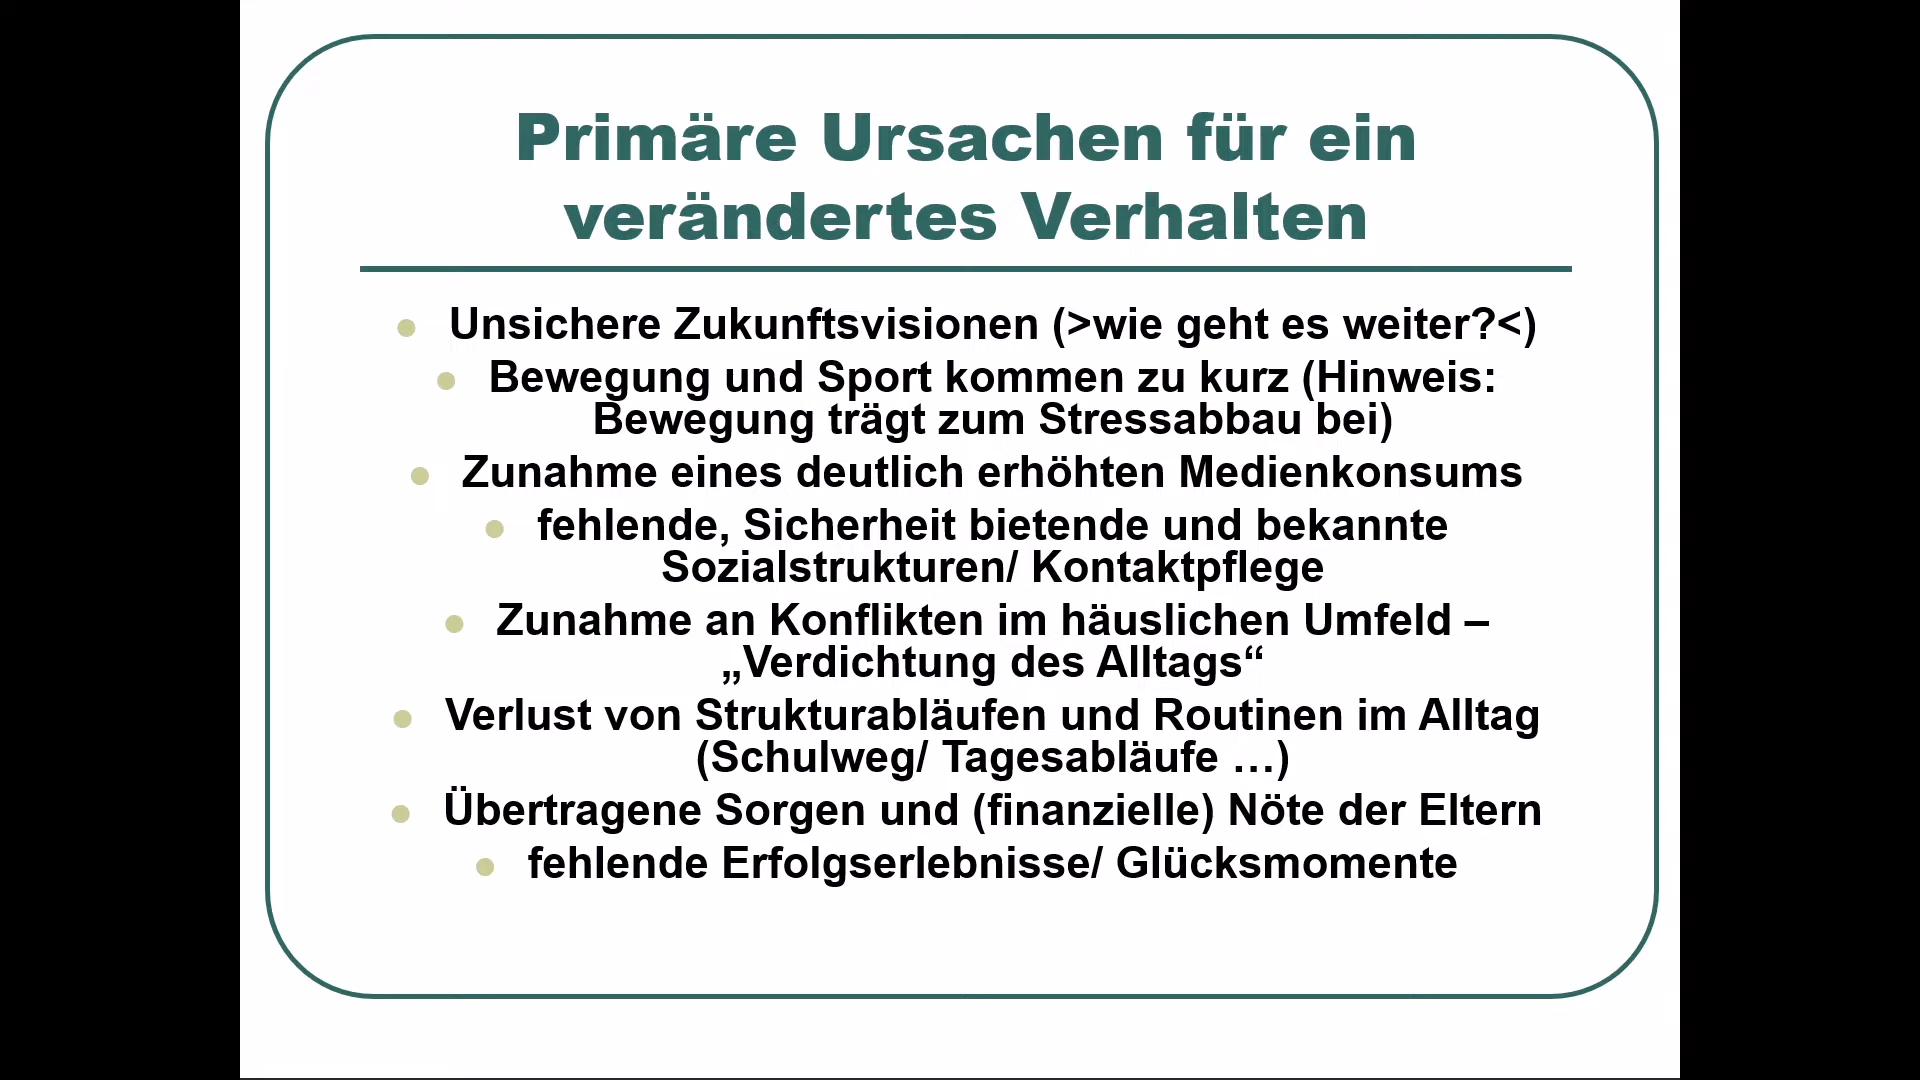 Primäre Ursachen für ein
verändertes Verhalten
Unsichere Zukunftsvisionen (>wie geht es weiter?<)
Bewegung und Sport kommen zu kurz (Hinweis:
Bewegung trägt zum Stressabbau bei)
Zunahme eines deutlich erhöhten Medienkonsums
fehlende, Sicherheit bietende und bekannte
Sozialstrukturen/ Kontaktpflege
Zunahme an Konflikten im häuslichen Umfeld –
„Verdichtung des Alltags“
Verlust von Strukturabläufen und Routinen im Alltag
(Schulweg/ Tagesabläufe …)
Übertragene Sorgen und (finanzielle) Nöte der Eltern
fehlende Erfolgserlebnisse/ Glücksmomente